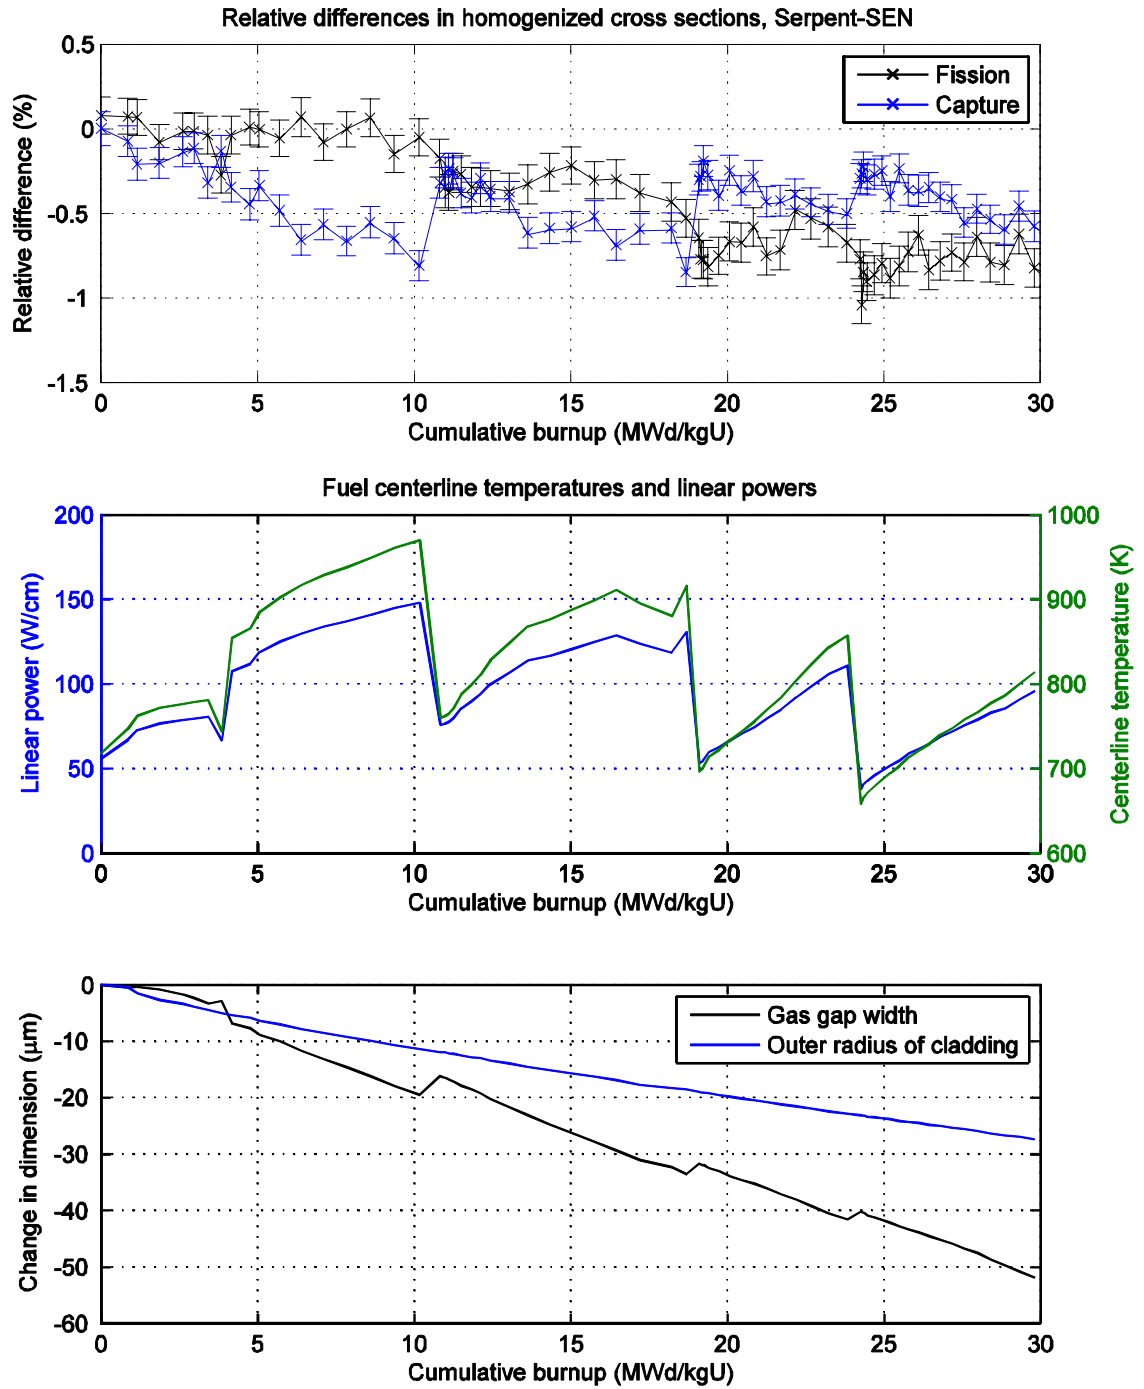 Relative differences in homogenized cross sections, Serpent-SEN
Relative difference (%)
0.5
0
-0.5
-1
-1.5
Fission
Capture
0 5 10 15 20 25 30
Cumulative burnup (MWd/kgU)
Fuel centerline temperatures and linear powers
Linear power (W/cm)
200
150
100
50
0
1000
900
800
700
600
Centerline temperature (K)
0 5 10 15 20 25 30
Cumulative burnup (MWd/kgU)
Change in dimension (μm)
0
-10
-20
-30
-40
-50
-60
Gas gap width
Outer radius of cladding
0 5 10 15 20 25 30
Cumulative burnup (MWd/kgU)